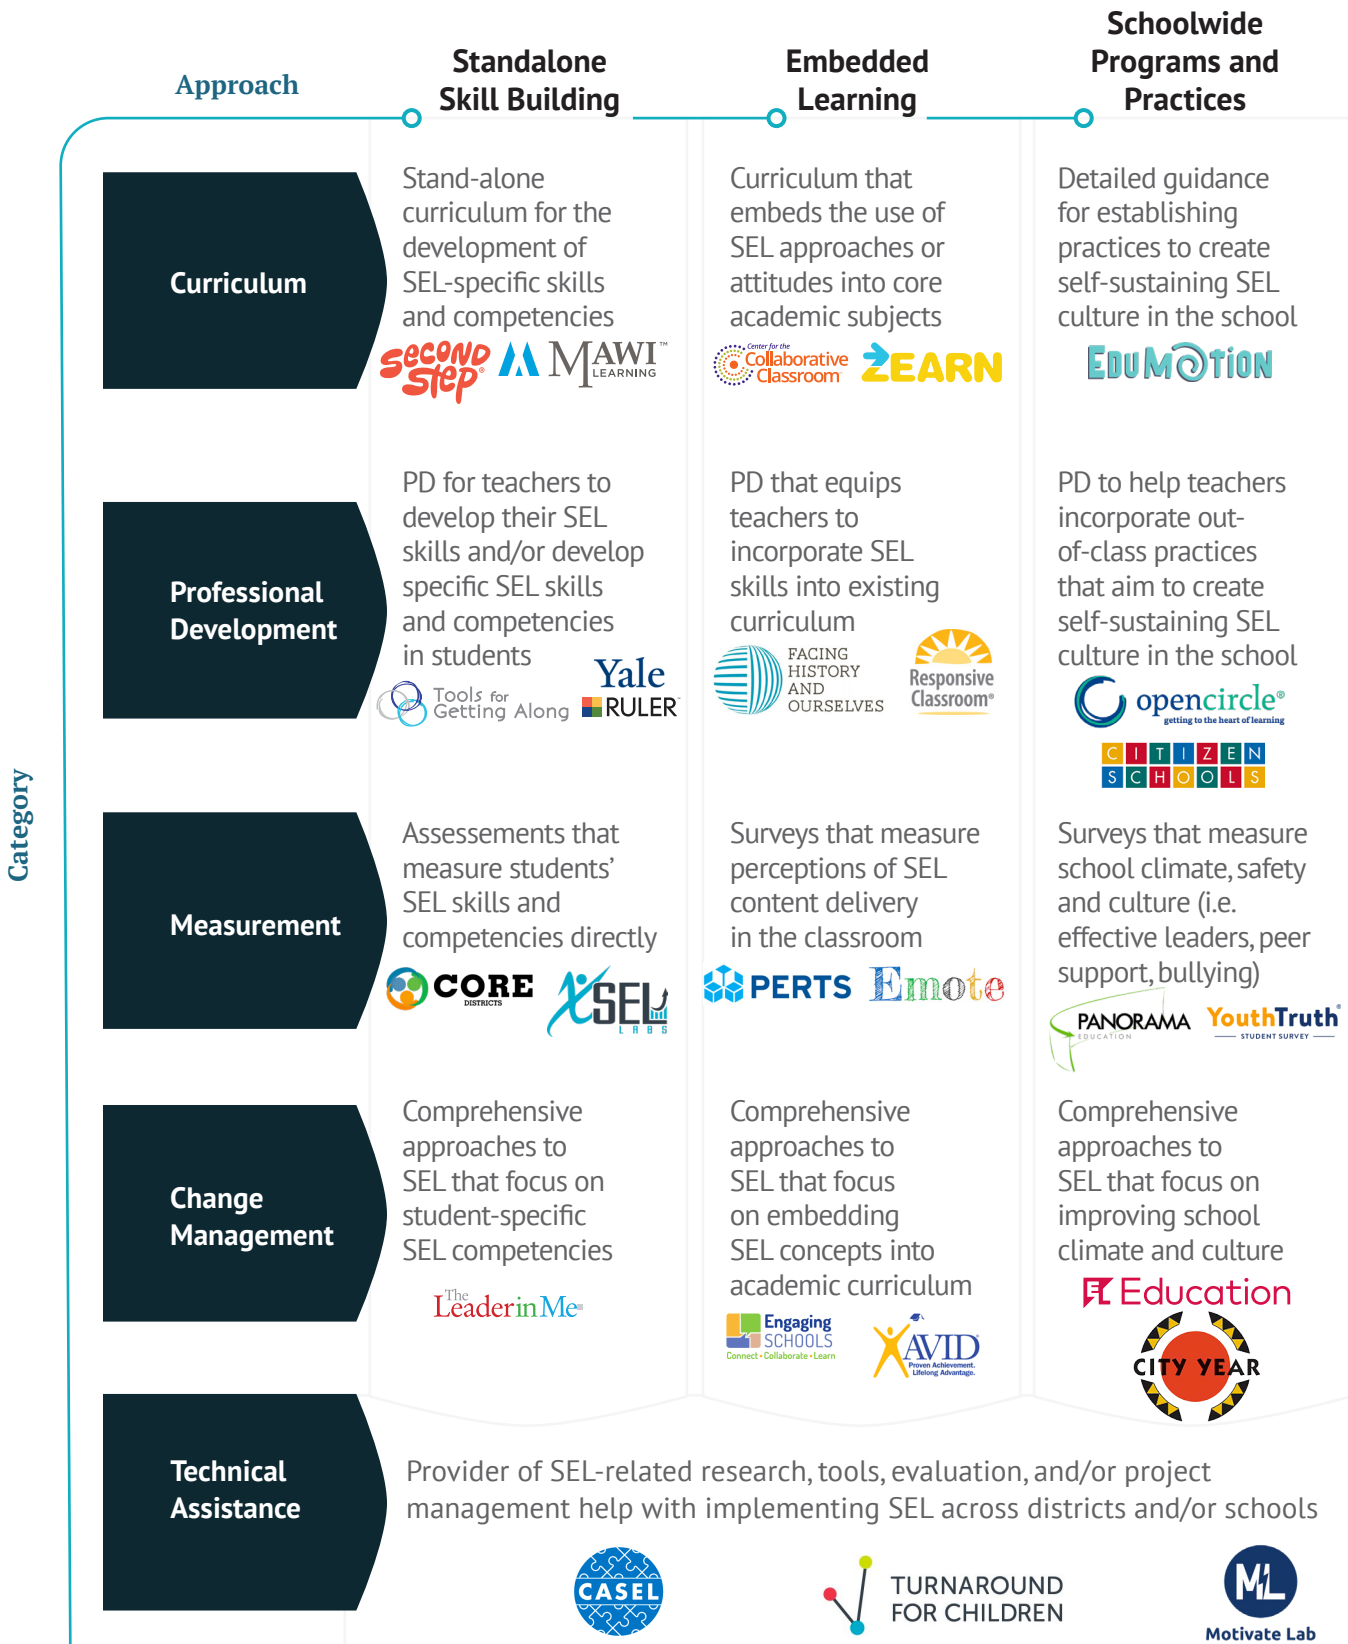 Approach
Standalone
Skill Building
Embedded
Learning
Schoolwide
Programs and
Practices
Category
Curriculum
Stand-alone
curriculum for the
development of
SEL-specific skills
and competencies
SECOND
STEP®
MAWI™
LEARNING
Curriculum that
embeds the use of
SEL approaches or
attitudes into core
academic subjects
Center for the
Collaborative
Classroom
ZEARN
Detailed guidance
for establishing
practices to create
self-sustaining SEL
culture in the school
EDUMOTION
Professional
Development
PD for teachers to
develop their SEL
skills and/or develop
specific SEL skills
and competencies
in students
Tools for
Getting Along
Yale
RULER™
PD that equips
teachers to
incorporate SEL
skills into existing
curriculum
FACING
HISTORY
AND
OURSELVES
Responsive
Classroom®
PD to help teachers
incorporate out-
of-class practices
that aim to create
self-sustaining SEL
culture in the school
opencircle®
getting to the heart of learning
CITIZEN
SCHOOLS
Measurement
Assessements that
measure students’
SEL skills and
competencies directly
CORE
DISTRICTS
XSEL
LABS
Surveys that measure
perceptions of SEL
content delivery
in the classroom
PERTS
Emote
Surveys that measure
school climate, safety
and culture (i.e.
effective leaders, peer
support, bullying)
PANORAMA
EDUCATION
YouthTruth®
STUDENT SURVEY
Change
Management
Comprehensive
approaches to
SEL that focus on
student-specific
SEL competencies
The
Leader in Me®
Comprehensive
approaches to
SEL that focus
on embedding
SEL concepts into
academic curriculum
Engaging
SCHOOLS
Connect • Collaborate • Learn
AVID®
Proven Achievement.
Lifelong Advantage.
Comprehensive
approaches to
SEL that focus on
improving school
climate and culture
EL Education
CITY YEAR
Technical
Assistance
Provider of SEL-related research, tools, evaluation, and/or project
management help with implementing SEL across districts and/or schools
CASEL
TURNAROUND
FOR CHILDREN
ML
Motivate Lab